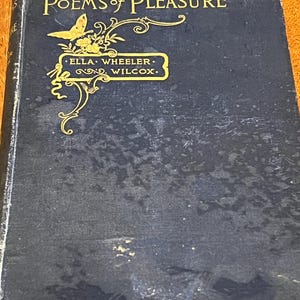 POEMS of PLEASURE
· ELLA · WHEELER ·
WILCOX ·